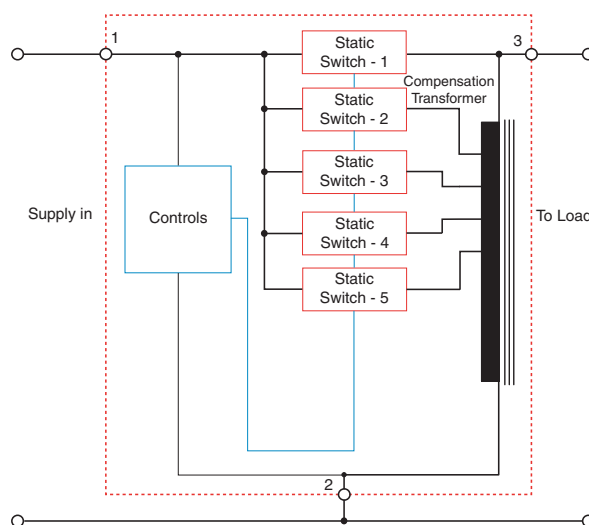 1
3
Static
Switch - 1
Compensation
Transformer
Static
Switch - 2
Static
Switch - 3
Supply in
Controls
To Load
Static
Switch - 4
Static
Switch - 5
2